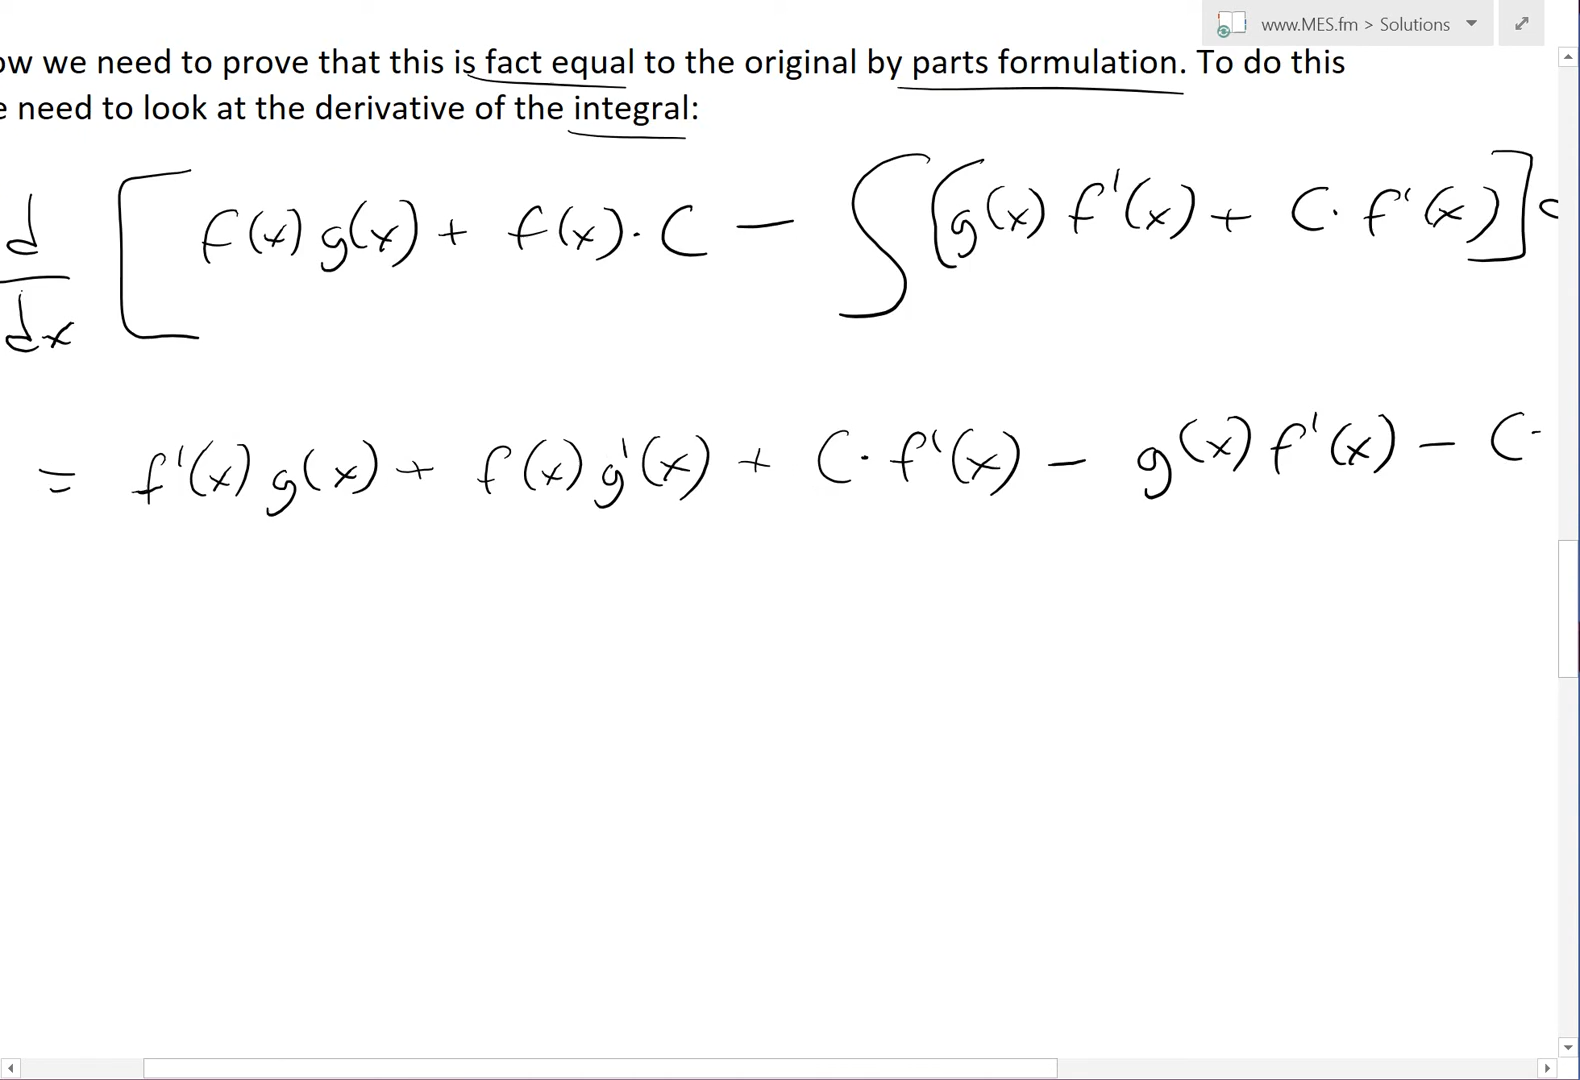 www.MES.fm > Solutions
ow we need to prove that this is fact equal to the original by parts formulation. To do this
e need to look at the derivative of the integral:
d/dx [ f(x) g(x) + f(x) · C − ∫ [g(x) f'(x) + C · f'(x)] d
= f'(x) g(x) + f(x) g'(x) + C · f'(x) − g(x) f'(x) − C ·